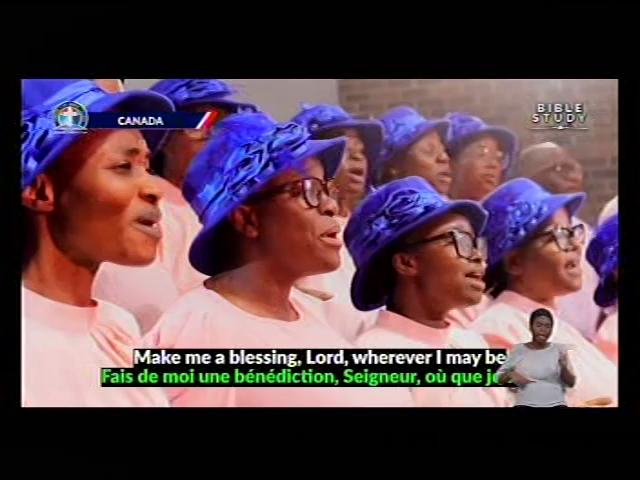 CANADA
BIBLE
STUDY
Make me a blessing, Lord, wherever I may be
Fais de moi une bénédiction, Seigneur, où que je